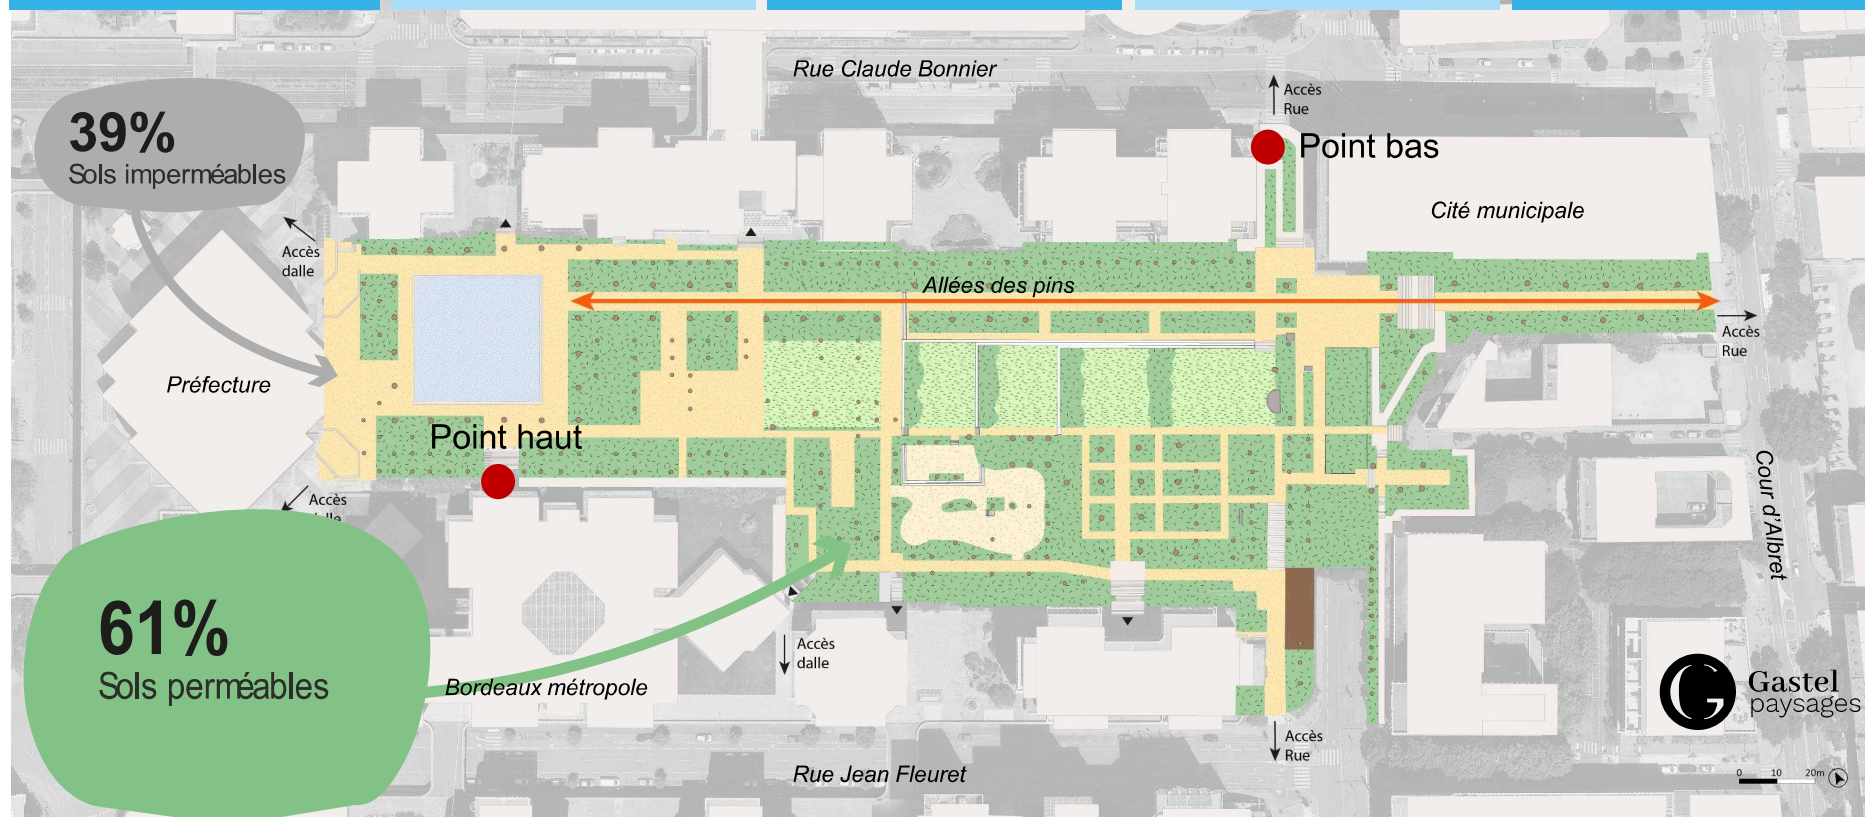 Rue Claude Bonnier
Accès
Rue
39%
Sols imperméables
Point bas
Cité municipale
Accès
dalle
Allées des pins
Accès
Rue
Préfecture
Point haut
Cour d'Albret
Accès
dalle
61%
Sols perméables
Accès
dalle
Bordeaux métropole
Gastel
paysages
G
Accès
Rue
Rue Jean Fleuret
0 10 20m